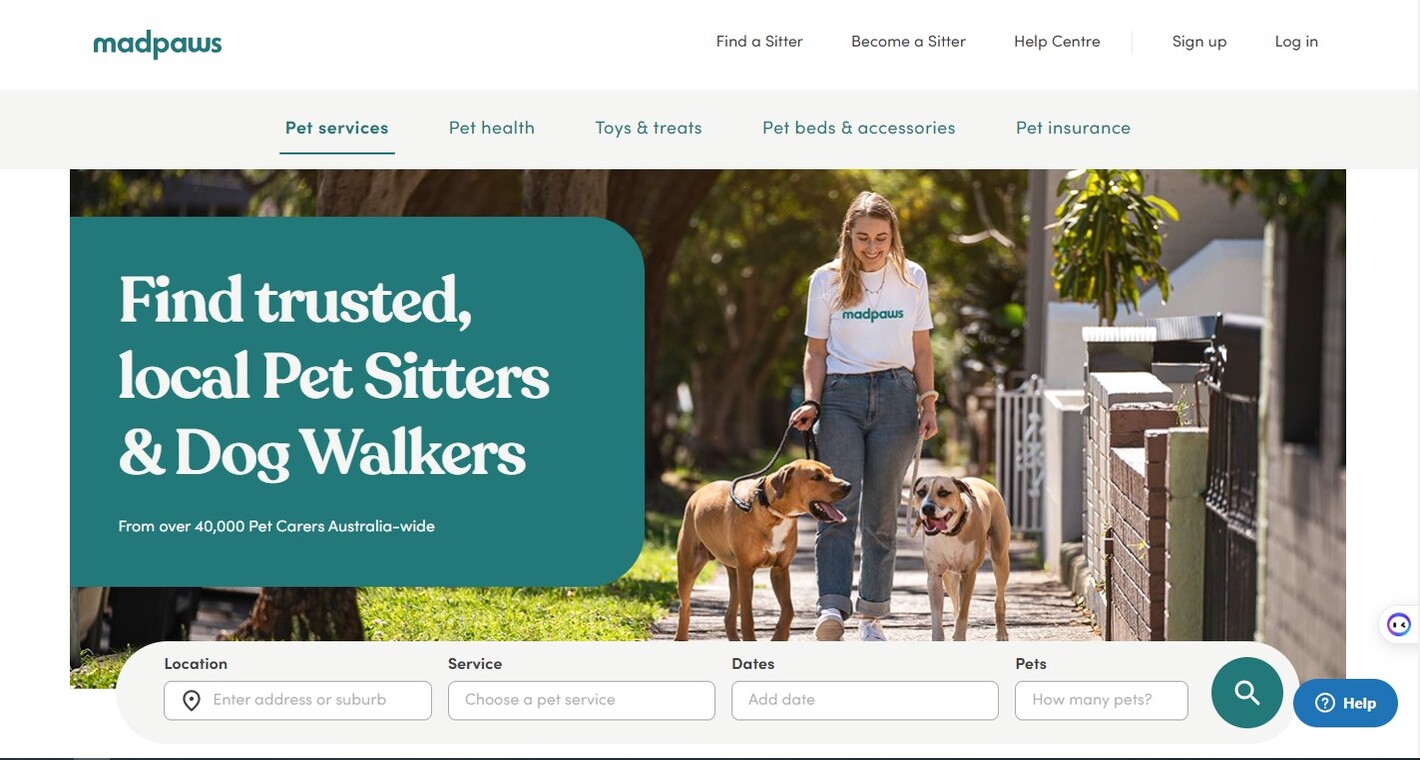 madpaws
Find a Sitter
Become a Sitter
Help Centre
Sign up
Log in
Pet services
Pet health
Toys & treats
Pet beds & accessories
Pet insurance
Find trusted,
local Pet Sitters
& Dog Walkers
From over 40,000 Pet Carers Australia-wide
madpaws
Location
Service
Dates
Pets
Enter address or suburb
Choose a pet service
Add date
How many pets?
Help